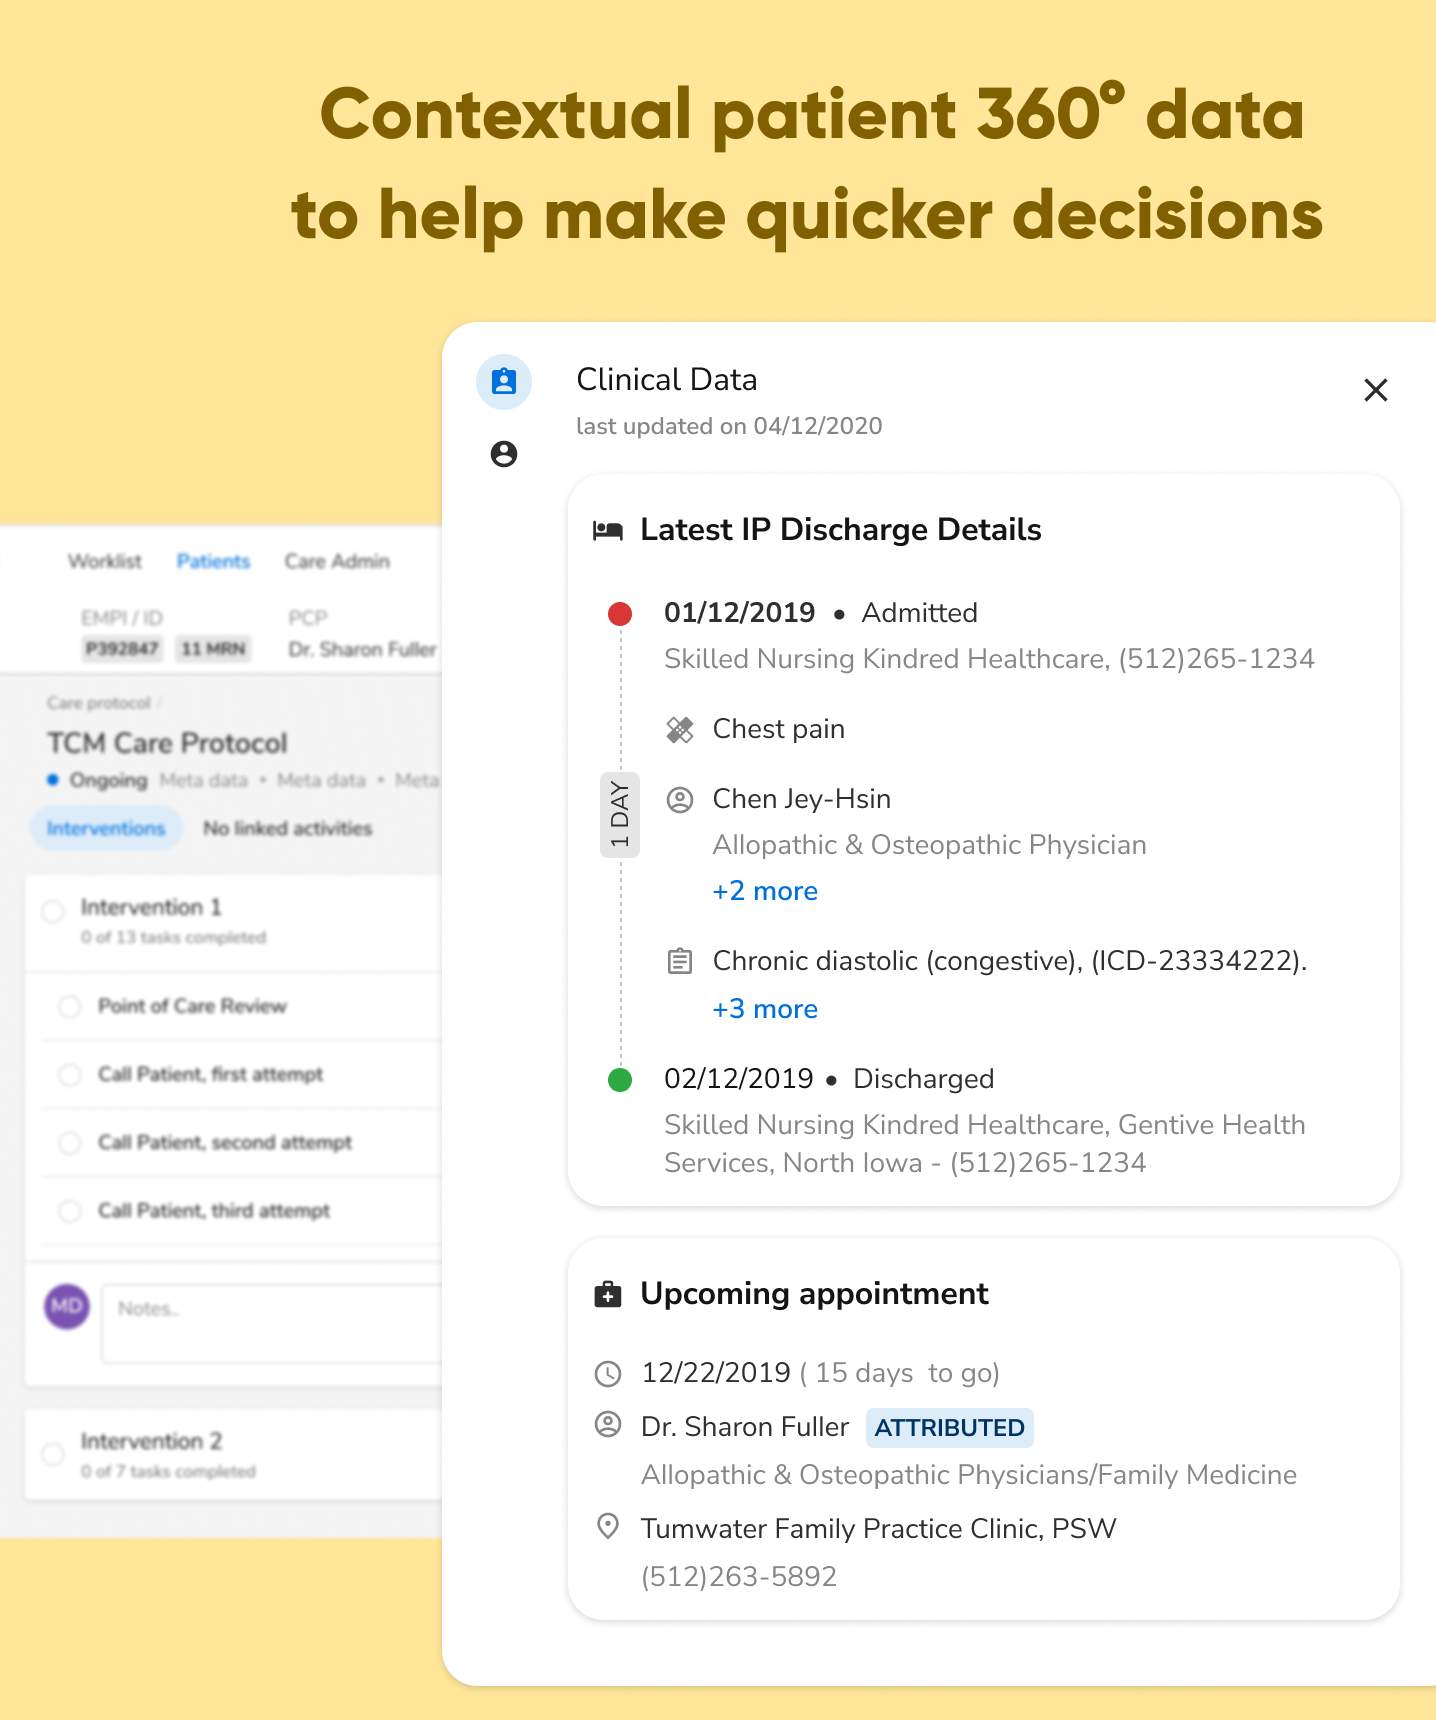 Contextual patient 360° data
to help make quicker decisions
Clinical Data
last updated on 04/12/2020
Latest IP Discharge Details
01/12/2019 • Admitted
Skilled Nursing Kindred Healthcare, (512)265-1234
Chest pain
1 DAY
Chen Jey-Hsin
Allopathic & Osteopathic Physician
+2 more
Chronic diastolic (congestive), (ICD-23334222).
+3 more
02/12/2019 • Discharged
Skilled Nursing Kindred Healthcare, Gentive Health
Services, North Iowa - (512)265-1234
Upcoming appointment
12/22/2019 ( 15 days  to go)
Dr. Sharon Fuller ATTRIBUTED
Allopathic & Osteopathic Physicians/Family Medicine
Tumwater Family Practice Clinic, PSW
(512)263-5892
Worklist Patients Care Admin
EMPI / ID PCP
P392847 11 MRN Dr. Sharon Fuller
Care protocol /
TCM Care Protocol
Ongoing Meta data • Meta data • Meta
Interventions No linked activities
Intervention 1
0 of 13 tasks completed
Point of Care Review
Call Patient, first attempt
Call Patient, second attempt
Call Patient, third attempt
MD Notes..
Intervention 2
0 of 7 tasks completed